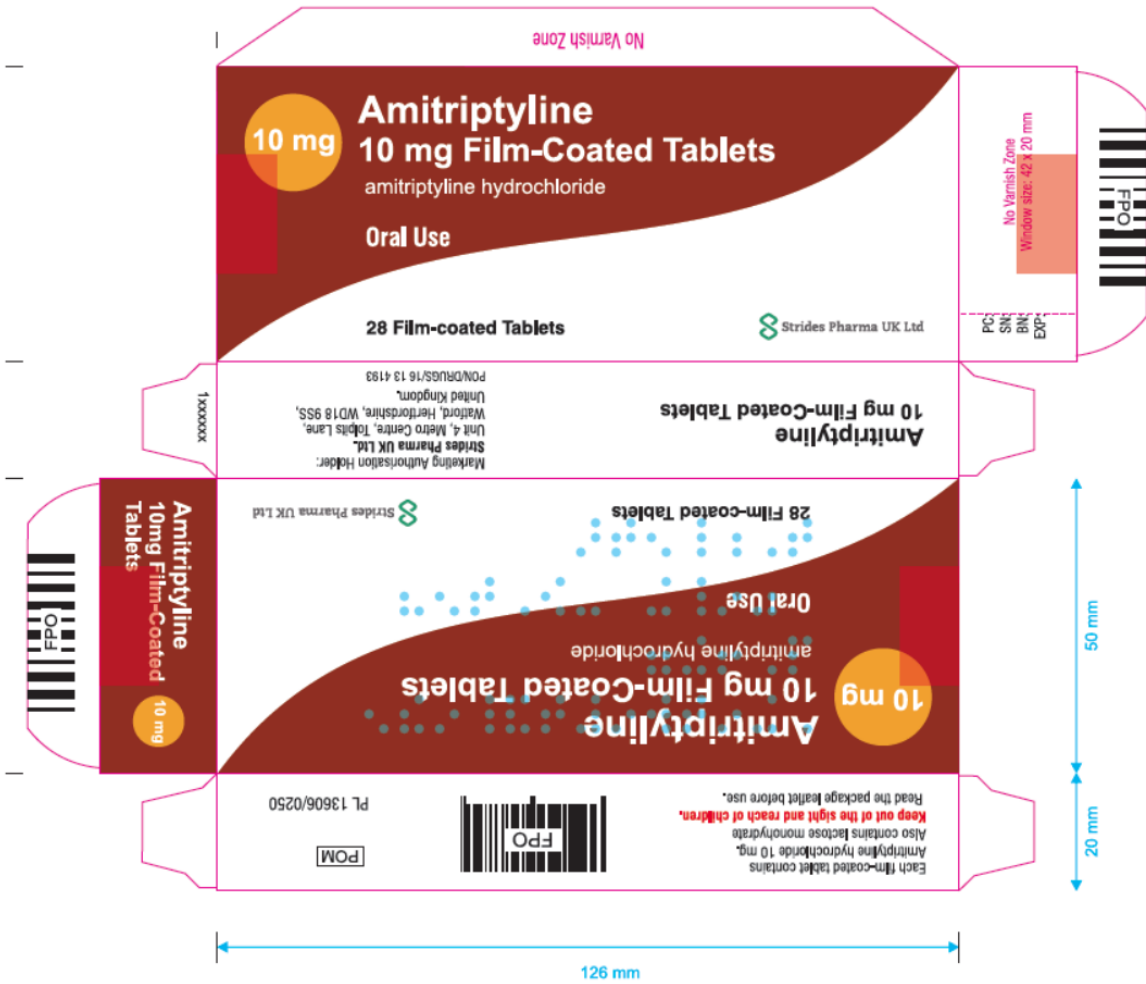 No Varnish Zone
10 mg
Amitriptyline
10 mg Film-Coated Tablets
amitriptyline hydrochloride
Oral Use
28 Film-coated Tablets
Strides Pharma UK Ltd
No Varnish Zone
Window size: 42 x 20 mm
PC:
SN:
BN:
EXP:
FPO
1xxxxxx
Marketing Authorisation Holder:
Strides Pharma UK Ltd.
Unit 4, Metro Centre, Tolpits Lane,
Watford, Hertfordshire, WD18 9SS,
United Kingdom.
PON/DRUGS/16 13 4193
Amitriptyline
10 mg Film-Coated Tablets
FPO
Amitriptyline
10mg Film-Coated
Tablets
10 mg
10 mg
Amitriptyline
10 mg Film-Coated Tablets
amitriptyline hydrochloride
Oral Use
28 Film-coated Tablets
Strides Pharma UK Ltd
Each film-coated tablet contains
Amitriptyline hydrochloride 10 mg.
Also contains lactose monohydrate
Keep out of the sight and reach of children.
Read the package leaflet before use.
FPO
POM
PL 13606/0250
50 mm
20 mm
126 mm